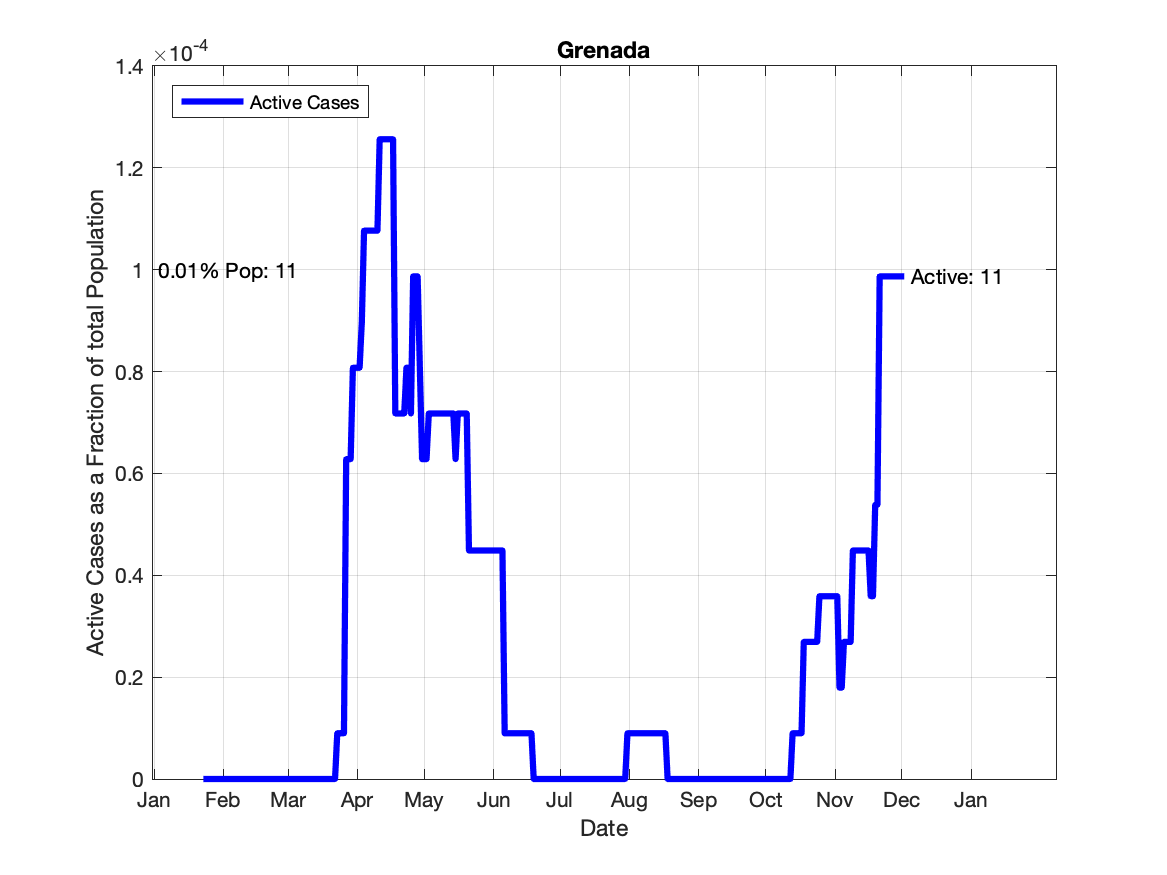 Grenada
×10-4
Active Cases
1.4
1.2
1
0.8
0.6
0.4
0.2
0
0.01% Pop: 11
Active: 11
Active Cases as a Fraction of total Population
Jan Feb Mar Apr May Jun Jul Aug Sep Oct Nov Dec Jan
Date